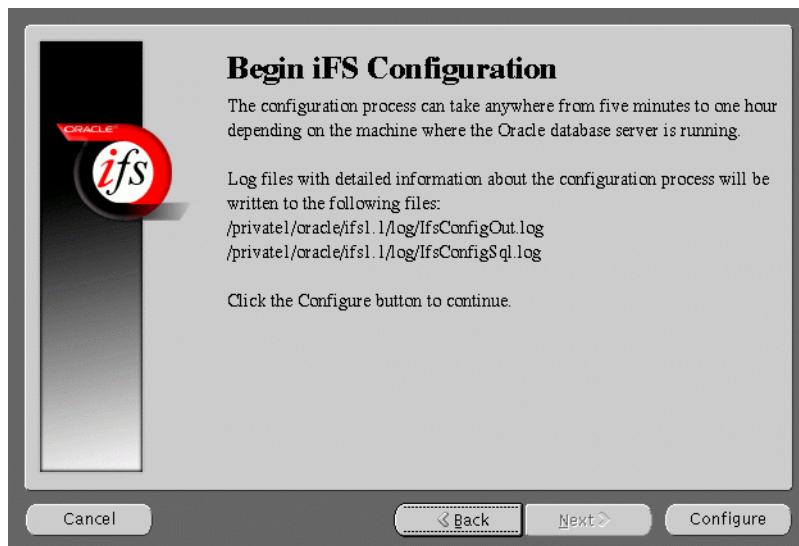 Begin iFS Configuration
The configuration process can take anywhere from five minutes to one hour
depending on the machine where the Oracle database server is running.
Log files with detailed information about the configuration process will be
written to the following files:
/private1/oracle/ifs1.1/log/IfsConfigOut.log
/private1/oracle/ifs1.1/log/IfsConfigSql.log
Click the Configure button to continue.
ORACLE
ifs
Cancel
Back
Next
Configure